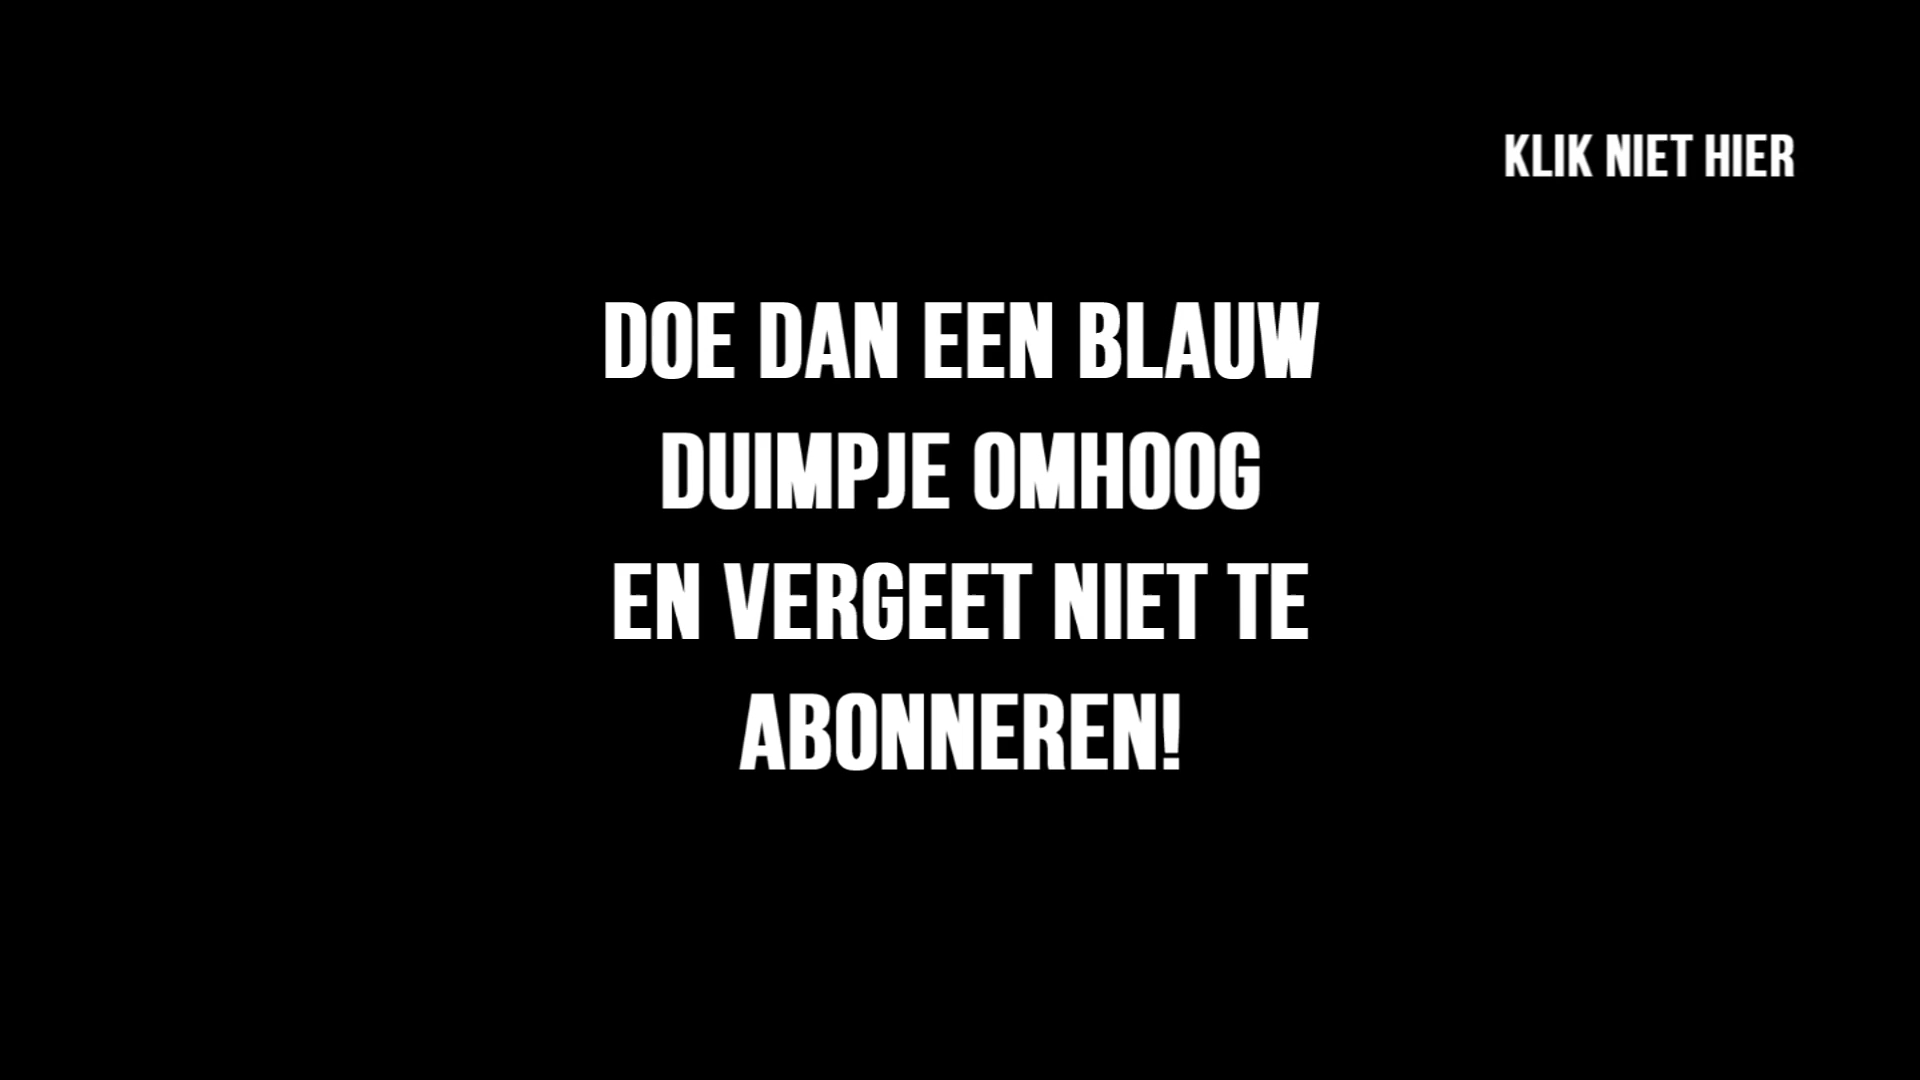 KLIK NIET HIER
DOE DAN EEN BLAUW
DUIMPJE OMHOOG
EN VERGEET NIET TE
ABONNEREN!